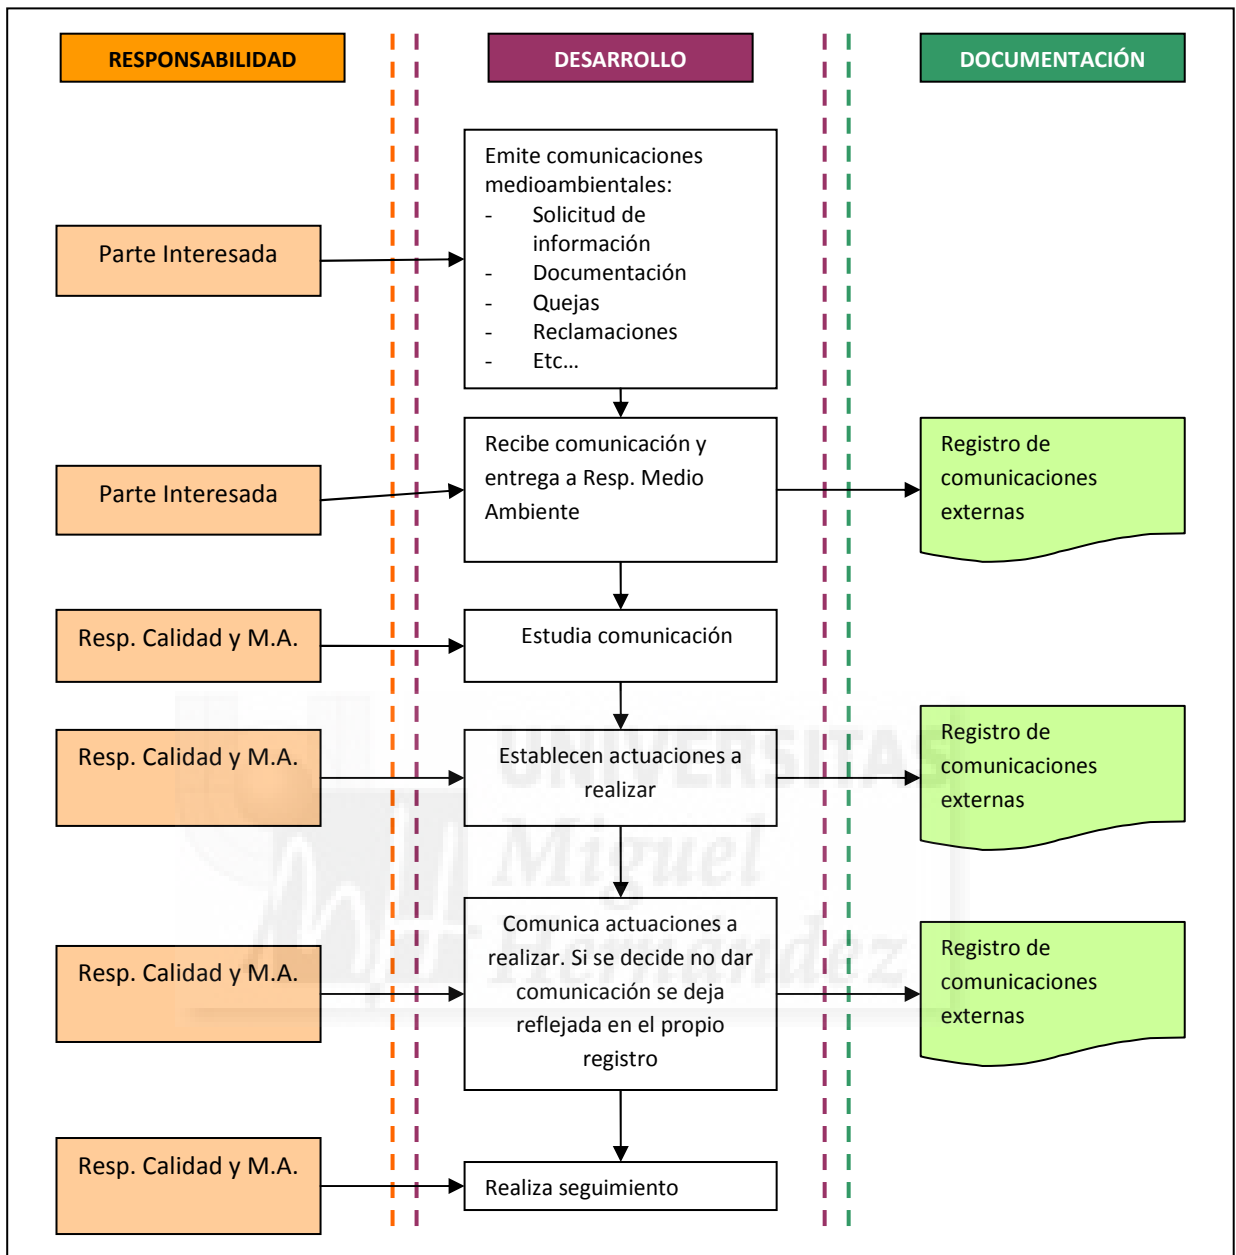 RESPONSABILIDAD
DESARROLLO
DOCUMENTACIÓN
Parte Interesada
Emite comunicaciones
medioambientales:
- Solicitud de
información
- Documentación
- Quejas
- Reclamaciones
- Etc...
Parte Interesada
Recibe comunicación y
entrega a Resp. Medio
Ambiente
Registro de
comunicaciones
externas
Resp. Calidad y M.A.
Estudia comunicación
Resp. Calidad y M.A.
Establecen actuaciones a
realizar
Registro de
comunicaciones
externas
Resp. Calidad y M.A.
Comunica actuaciones a
realizar. Si se decide no dar
comunicación se deja
reflejada en el propio
registro
Registro de
comunicaciones
externas
Resp. Calidad y M.A.
Realiza seguimiento
UNIVERSITAS
Miguel
Hernández